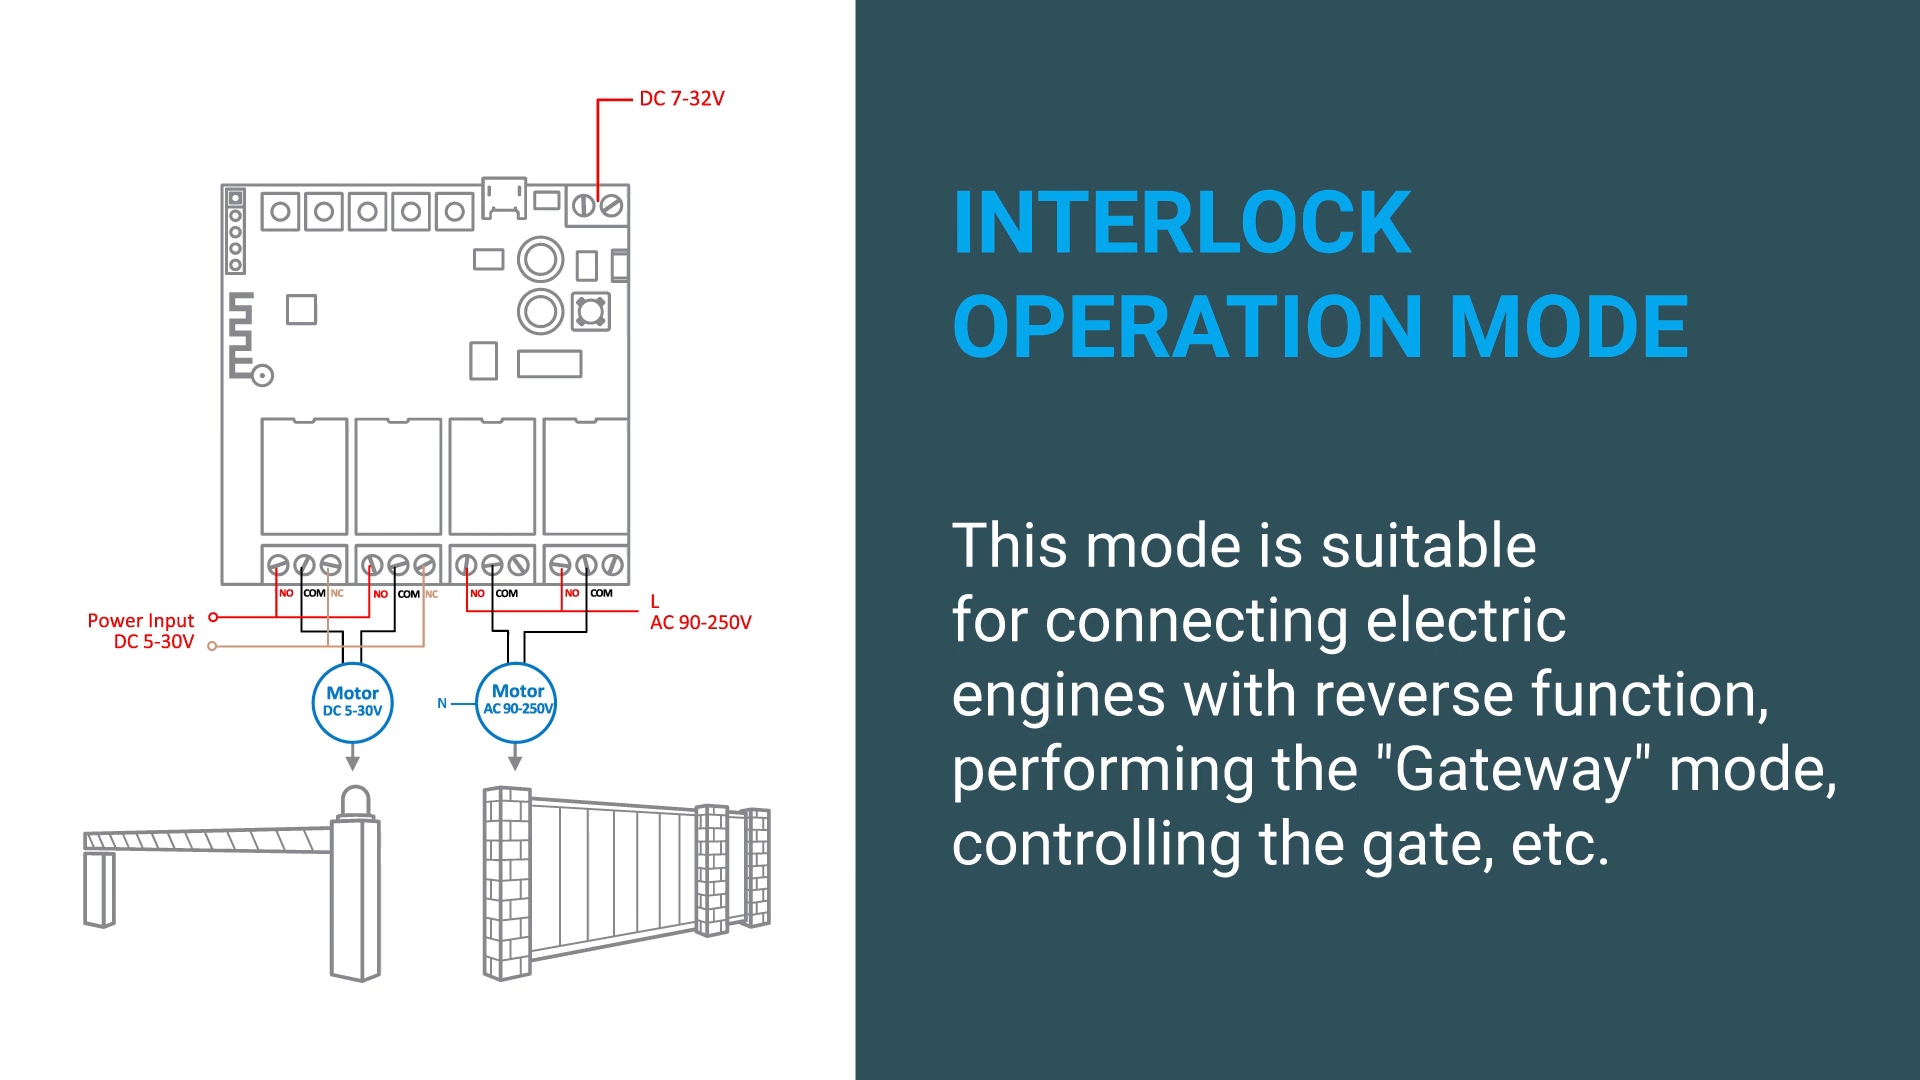 DC 7-32V
NO COM NC NO COM NC NO COM NO COM
Power Input
DC 5-30V
L
AC 90-250V
Motor
DC 5-30V
N
Motor
AC 90-250V
INTERLOCK
OPERATION MODE
This mode is suitable
for connecting electric
engines with reverse function,
performing the "Gateway" mode,
controlling the gate, etc.